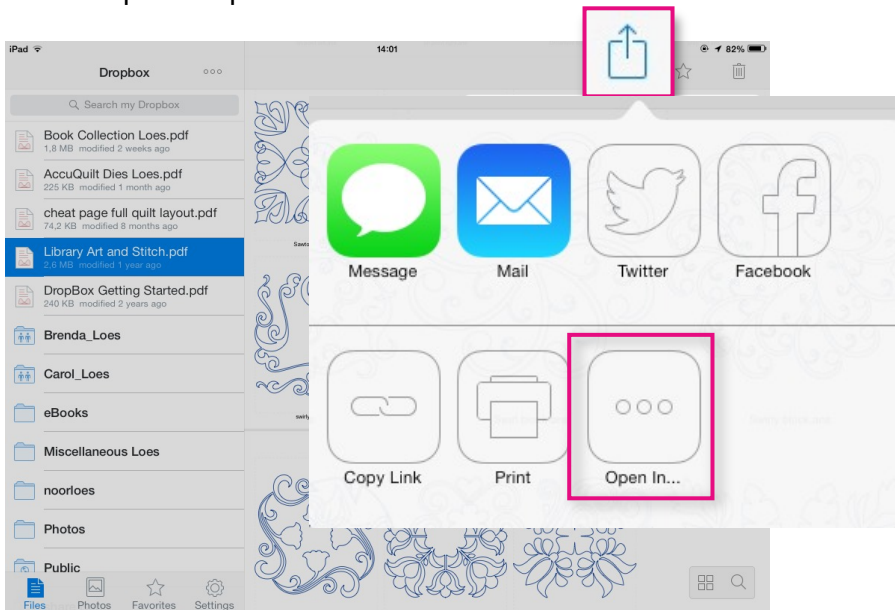 iPad
14:01
82%
Dropbox
Search my Dropbox
Book Collection Loes.pdf
1,8 MB modified 2 weeks ago
AccuQuilt Dies Loes.pdf
225 KB modified 1 month ago
cheat page full quilt layout.pdf
74,2 KB modified 8 months ago
Library Art and Stitch.pdf
2,6 MB modified 1 year ago
DropBox Getting Started.pdf
240 KB modified 2 years ago
Brenda_Loes
Carol_Loes
eBooks
Miscellaneous Loes
noorloes
Photos
Public
Files Photos Favorites Settings
Message Mail Twitter Facebook
Copy Link Print Open In...